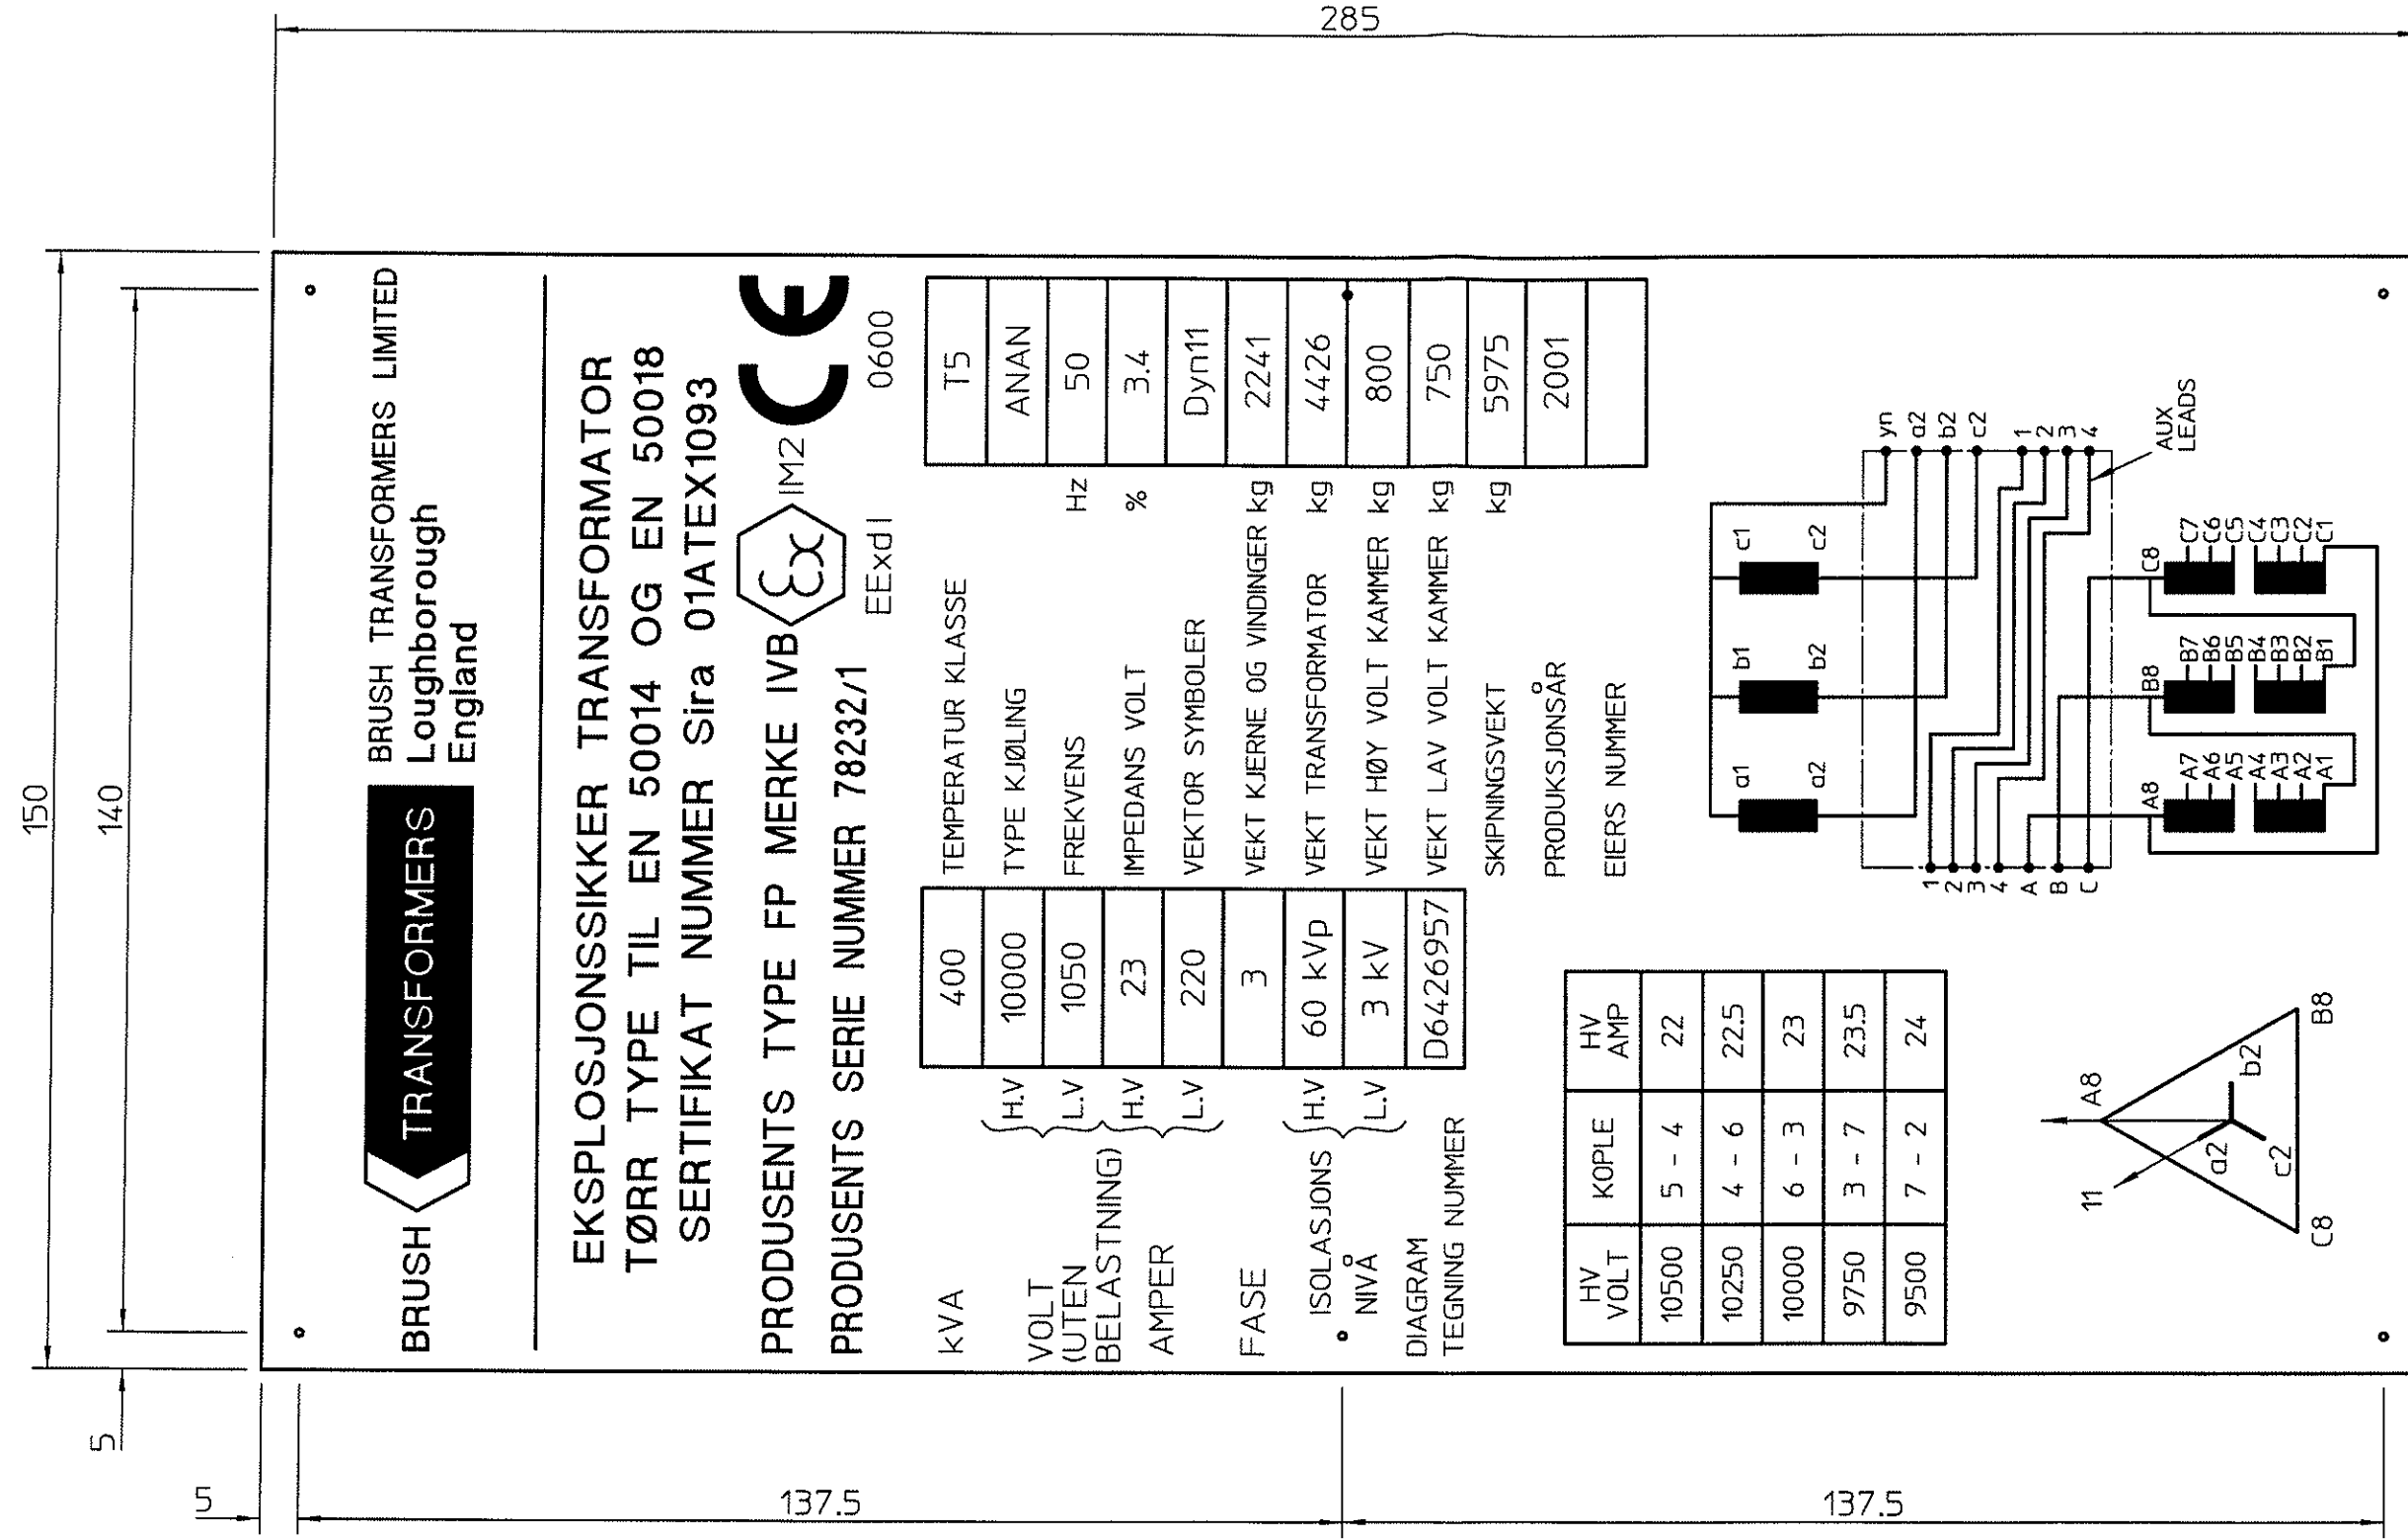 285
150
140
5
5
137.5
137.5
BRUSH TRANSFORMERS
BRUSH TRANSFORMERS LIMITED
Loughborough
England
EKSPLOSJONSSIKKER TRANSFORMATOR
TØRR TYPE TIL EN 50014 OG EN 50018
SERTIFIKAT NUMMER Sira 01ATEX1093
PRODUSENTS TYPE FP MERKE IVB Ex IM2 CE
PRODUSENTS SERIE NUMMER 78232/1 EExdI 0600
kVA 400
VOLT
(UTEN
BELASTNING)
H.V 10000
L.V 1050
AMPER
H.V 23
L.V 220
FASE 3
ISOLASJONS
NIVÅ
H.V 60 kVp
L.V 3 kV
DIAGRAM
TEGNING NUMMER D6426957
TEMPERATUR KLASSE T5
TYPE KJØLING ANAN
FREKVENS Hz 50
IMPEDANS VOLT % 3.4
VEKTOR SYMBOLER Dyn11
VEKT KJERNE OG VINDINGER kg 2241
VEKT TRANSFORMATOR kg 4426
VEKT HØY VOLT KAMMER kg 800
VEKT LAV VOLT KAMMER kg 750
SKIPNINGSVEKT kg 5975
PRODUKSJONSÅR 2001
EIERS NUMMER
HV VOLT KOPLE HV AMP
10500 5 - 4 22
10250 4 - 6 22.5
10000 6 - 3 23
9750 3 - 7 23.5
9500 7 - 2 24
11 A8
a2 b2
c2
C8 B8
a1 b1 c1
a2 b2 c2
yn
a2
b2
c2
1
2
3
4
AUX
LEADS
1
2
3
4
A
B
C
A8 B8 C8
A7 B7 C7
A6 B6 C6
A5 B5 C5
A4 B4 C4
A3 B3 C3
A2 B2 C2
A1 B1 C1